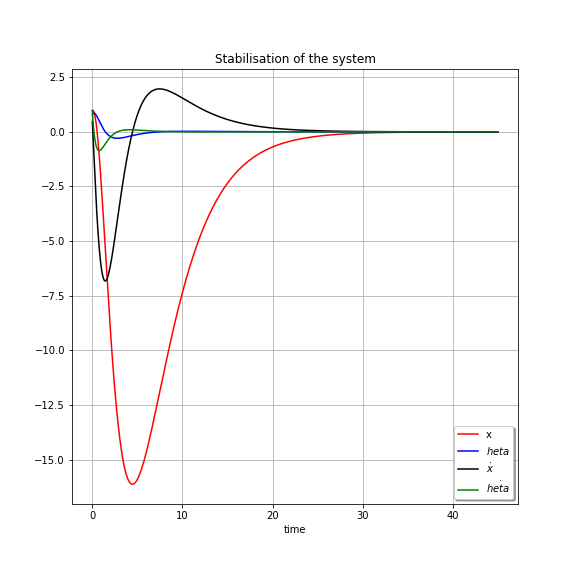 Stabilisation of the system
2.5
0.0
−2.5
−5.0
−7.5
−10.0
−12.5
−15.0
x
heta
ẋ
hetȧ
0 10 20 30 40
time